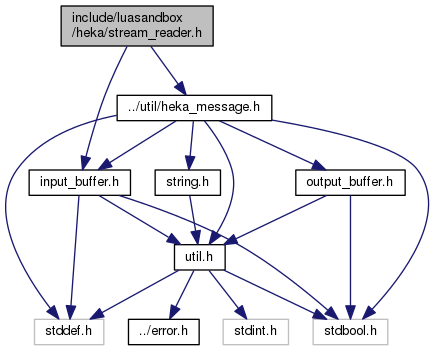 include/luasandbox
/heka/stream_reader.h
../util/heka_message.h
input_buffer.h
string.h
output_buffer.h
util.h
stddef.h
../error.h
stdint.h
stdbool.h